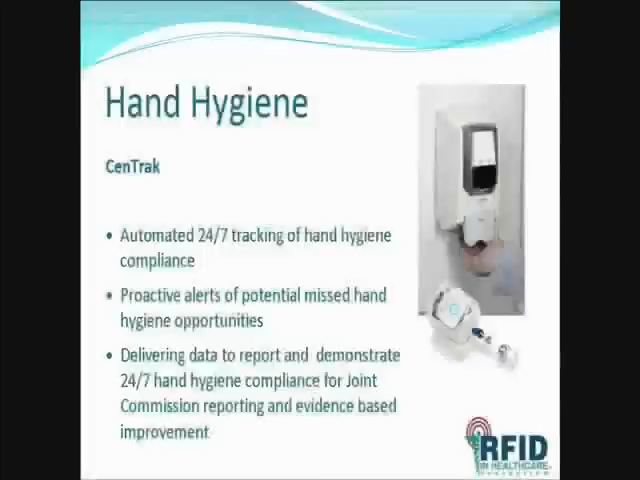 Hand Hygiene
CenTrak
• Automated 24/7 tracking of hand hygiene
compliance
• Proactive alerts of potential missed hand
hygiene opportunities
• Delivering data to report and demonstrate
24/7 hand hygiene compliance for Joint
Commission reporting and evidence based
improvement
RFID
IN HEALTHCARE